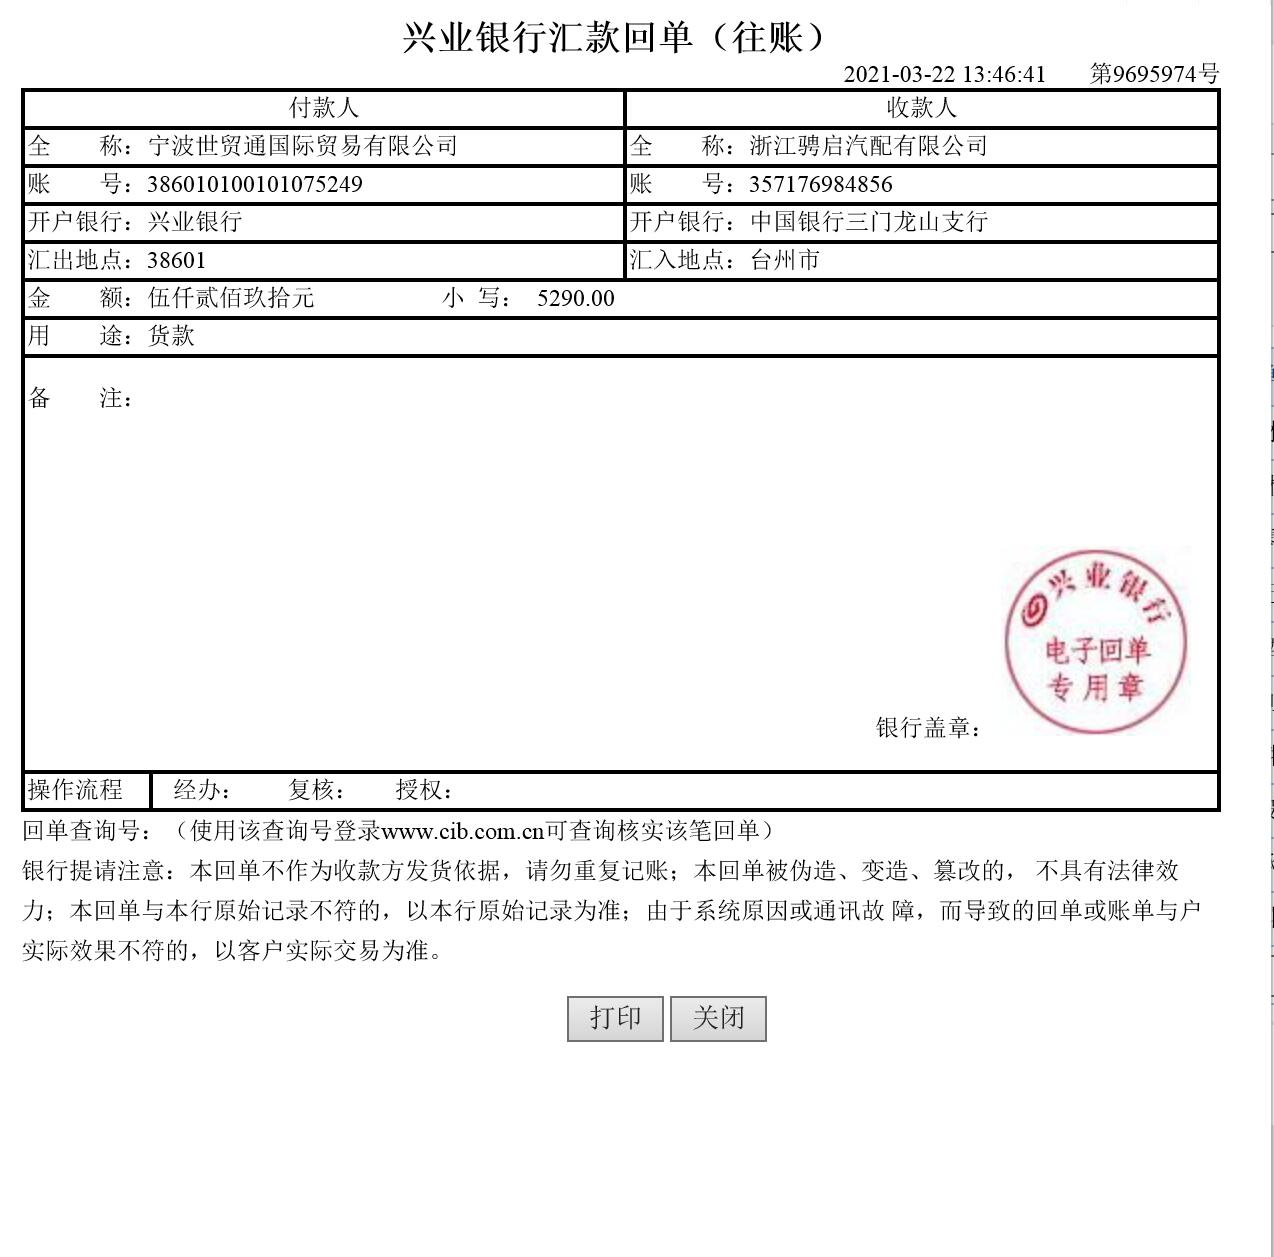 兴业银行汇款回单（往账）
2021-03-22 13:46:41 第9695974号
付款人 收款人
全 称：宁波世贸通国际贸易有限公司 全 称：浙江骋启汽配有限公司
账 号：386010100101075249 账 号：357176984856
开户银行：兴业银行 开户银行：中国银行三门龙山支行
汇出地点：38601 汇入地点：台州市
金 额：伍仟贰佰玖拾元 小 写： 5290.00
用 途：货款
备 注：
兴业银行
电子回单
专用章
银行盖章：
操作流程 经办： 复核： 授权：
回单查询号：（使用该查询号登录www.cib.com.cn可查询核实该笔回单）
银行提请注意：本回单不作为收款方发货依据，请勿重复记账；本回单被伪造、变造、篡改的， 不具有法律效
力；本回单与本行原始记录不符的，以本行原始记录为准；由于系统原因或通讯故 障，而导致的回单或账单与户
实际效果不符的，以客户实际交易为准。
打印 关闭